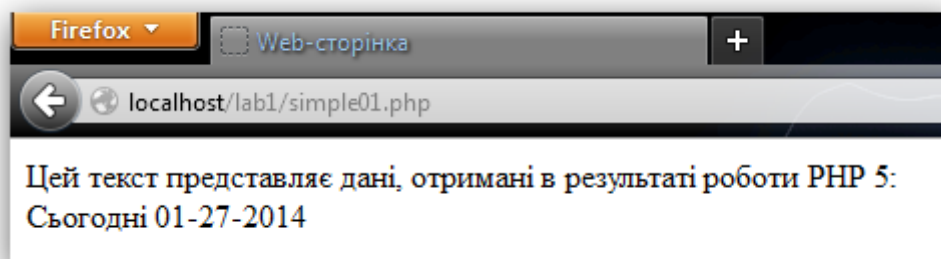 Firefox
Web-сторінка
localhost/lab1/simple01.php
Цей текст представляє дані, отримані в результаті роботи PHP 5:
Сьогодні 01-27-2014